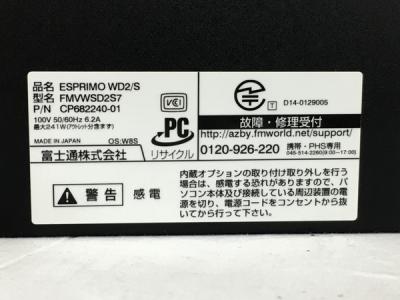 品名 ESPRIMO WD2/S
型名 FMVWSD2S7
P/N CP682240-01
100V 50/60Hz 6.2A
最大241W(アウトレット分含まず)
MADE IN JAPAN OS:W8S
富士通株式会社
VCI
PC
リサイクル
T D14-0129005
故障・修理受付
http://azby.fmworld.net/support/
0120-926-220 携帯・PHS専用
045-514-2260(9:00~17:00)
警告 感電
内蔵オプションの取り付け取り外しを行う
場合は、感電する恐れがありますので、パ
ソコン本体及び接続している周辺装置の電
源を切り、電源コードをコンセントから抜
いてから行って下さい。